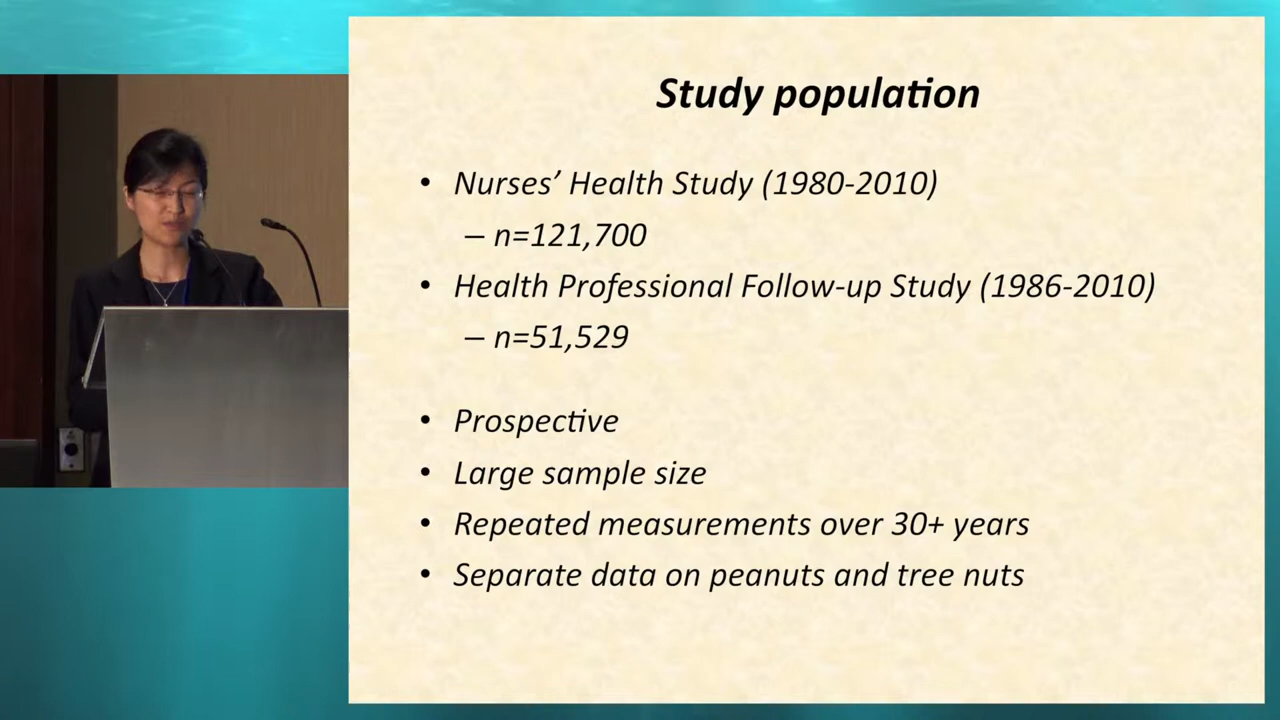 Study population
• Nurses’ Health Study (1980-2010)
– n=121,700
• Health Professional Follow-up Study (1986-2010)
– n=51,529
• Prospective
• Large sample size
• Repeated measurements over 30+ years
• Separate data on peanuts and tree nuts